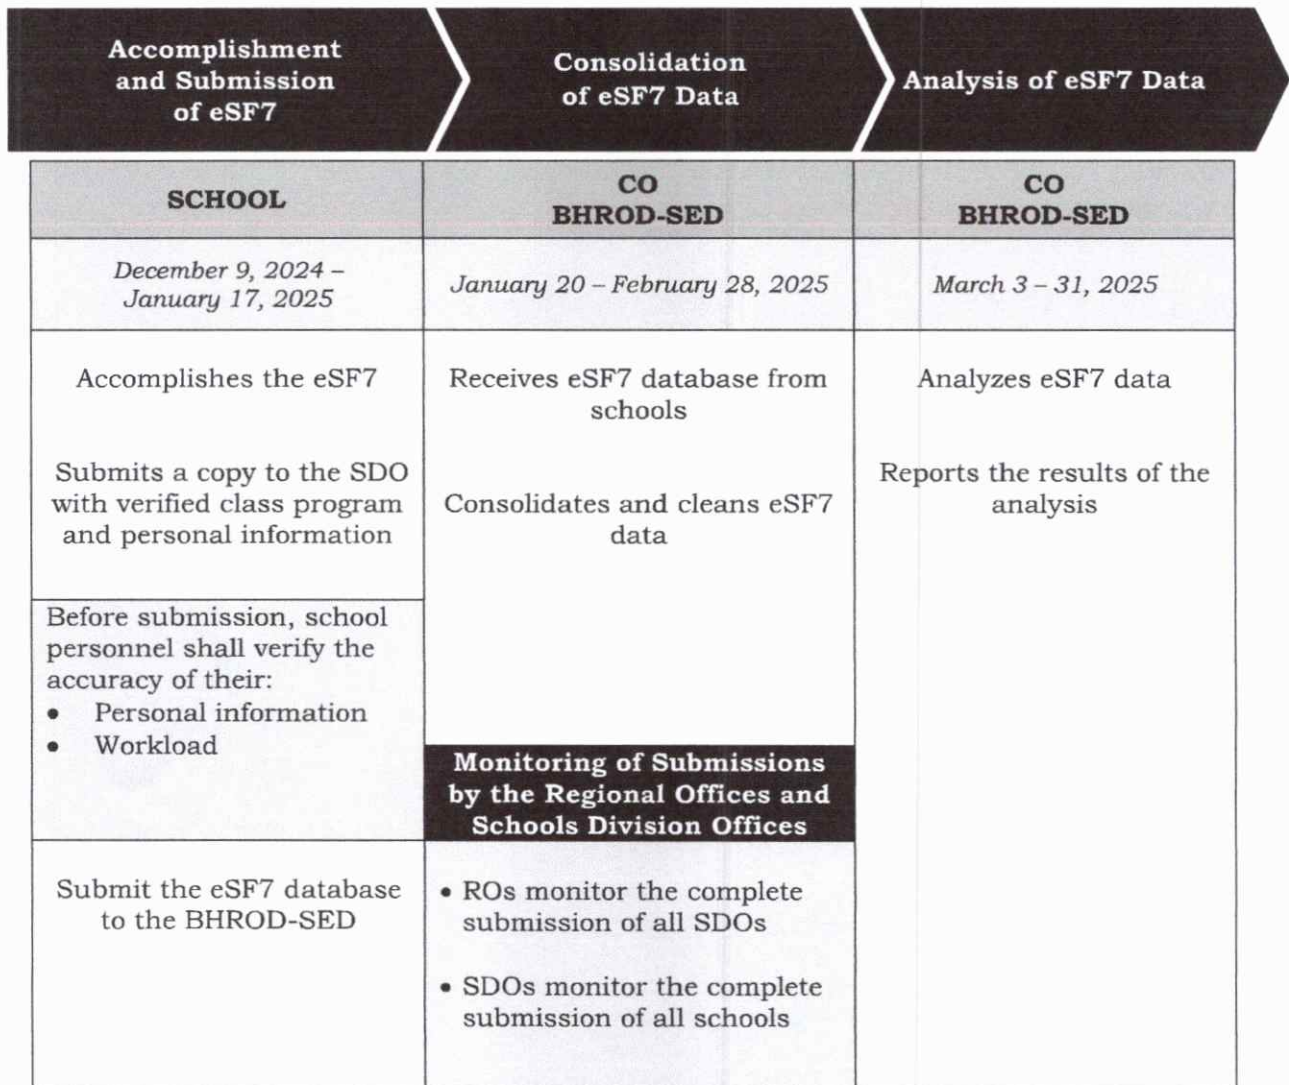 Accomplishment
and Submission
of eSF7
Consolidation
of eSF7 Data
Analysis of eSF7 Data
SCHOOL
CO
BHROD-SED
CO
BHROD-SED
December 9, 2024 –
January 17, 2025
January 20 – February 28, 2025
March 3 – 31, 2025
Accomplishes the eSF7
Submits a copy to the SDO
with verified class program
and personal information
Before submission, school
personnel shall verify the
accuracy of their:
• Personal information
• Workload
Submit the eSF7 database
to the BHROD-SED
Receives eSF7 database from
schools
Consolidates and cleans eSF7
data
Monitoring of Submissions
by the Regional Offices and
Schools Division Offices
• ROs monitor the complete
submission of all SDOs
• SDOs monitor the complete
submission of all schools
Analyzes eSF7 data
Reports the results of the
analysis